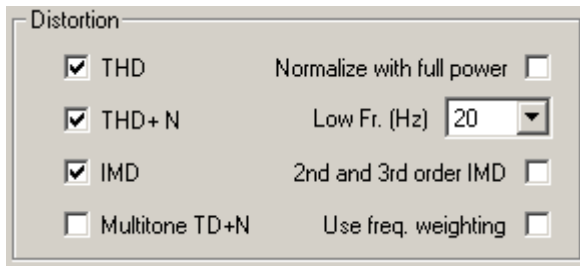 Distortion
THD Normalize with full power
THD+ N Low Fr. (Hz) 20
IMD 2nd and 3rd order IMD
Multitone TD+N Use freq. weighting